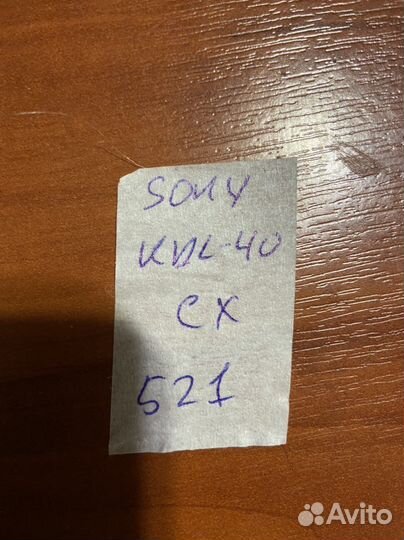 SONY
KDL-40
CX
521
Avito